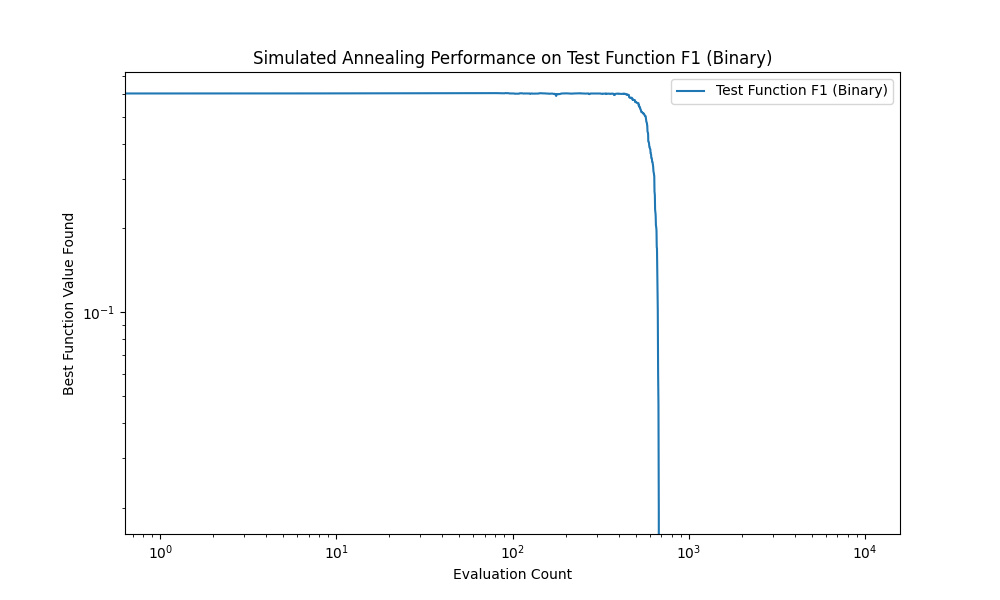 Simulated Annealing Performance on Test Function F1 (Binary)
Test Function F1 (Binary)
Best Function Value Found
10⁻¹
10⁰ 10¹ 10² 10³ 10⁴
Evaluation Count